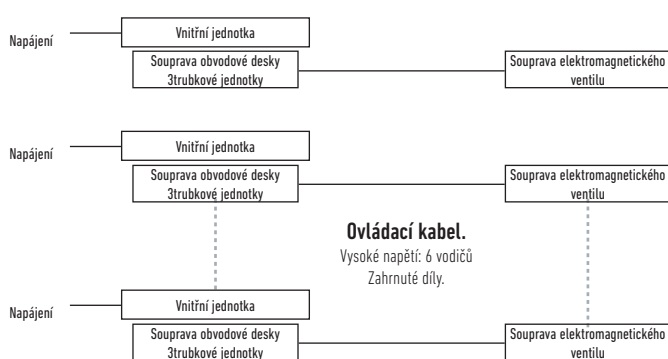 Napájení
Vnitřní jednotka
Souprava obvodové desky
3trubkové jednotky
Souprava elektromagnetického
ventilu
Napájení
Vnitřní jednotka
Souprava obvodové desky
3trubkové jednotky
Souprava elektromagnetického
ventilu
Ovládací kabel.
Vysoké napětí: 6 vodičů
Zahrnuté díly.
Napájení
Vnitřní jednotka
Souprava obvodové desky
3trubkové jednotky
Souprava elektromagnetického
ventilu